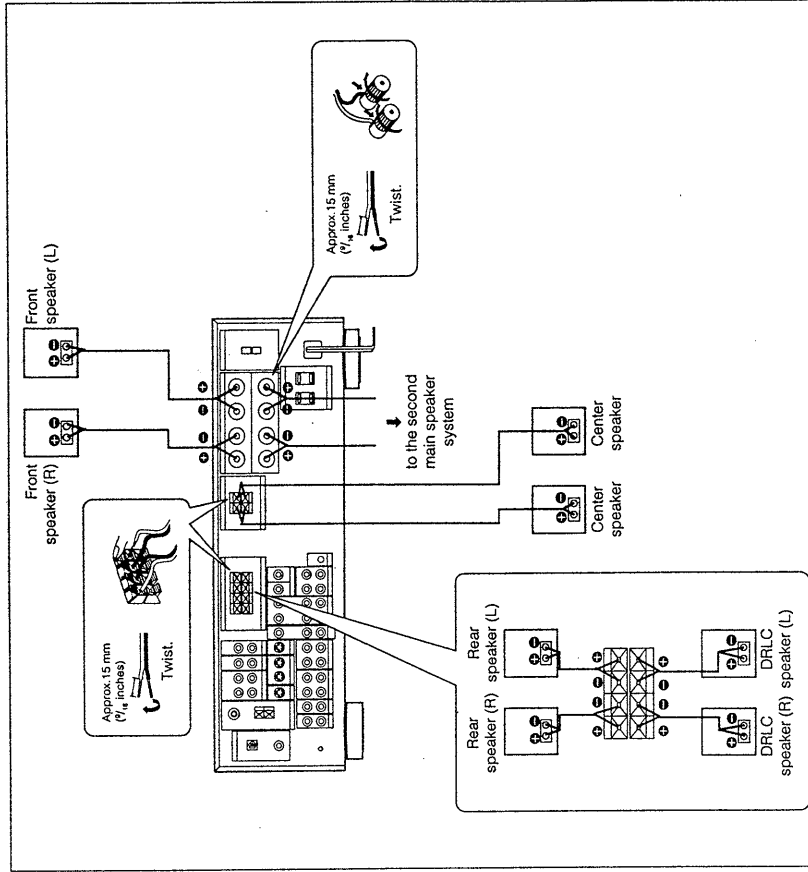 Front
speaker (R)
Front
speaker (L)
Approx.15 mm
(⁹/₁₆ inches)
Twist.
Approx.15 mm
(⁹/₁₆ inches)
Twist.
to the second
main speaker
system
Center
speaker
Center
speaker
Rear
speaker (R)
Rear
speaker (L)
DRLC
speaker (R)
DRLC
speaker (L)